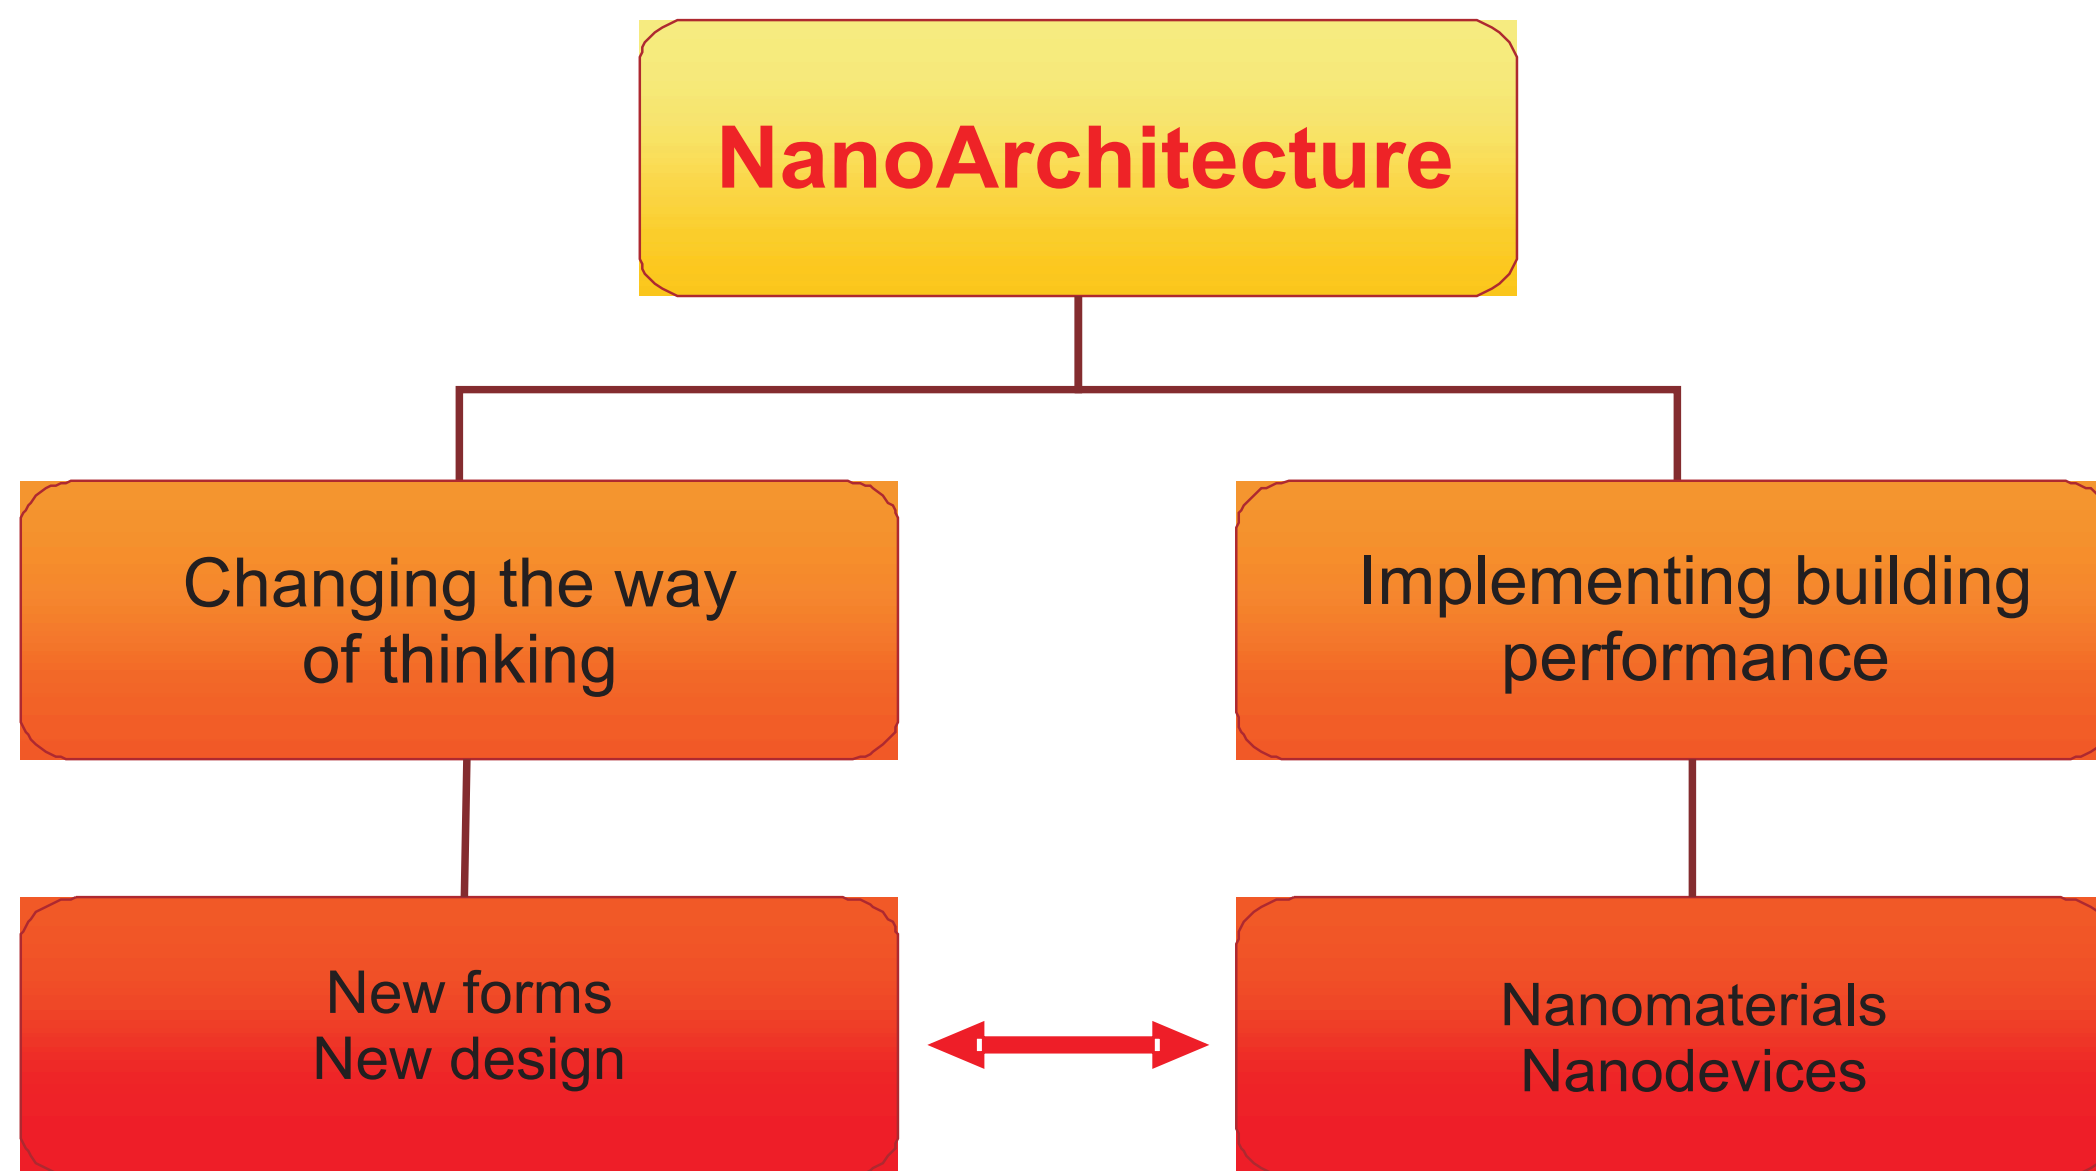 NanoArchitecture
Changing the way
of thinking
Implementing building
performance
New forms
New design
Nanomaterials
Nanodevices